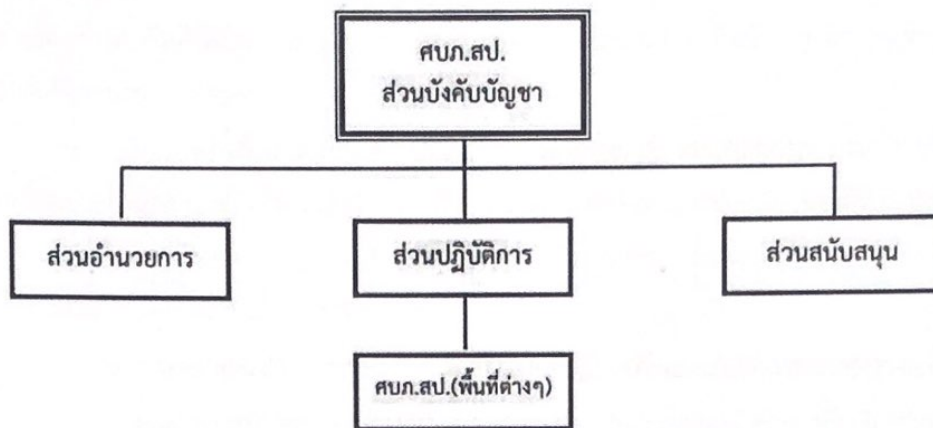 ศบภ.สป.
ส่วนบังคับบัญชา
ส่วนอำนวยการ
ส่วนปฏิบัติการ
ส่วนสนับสนุน
ศบภ.สป.(พื้นที่ต่างๆ)